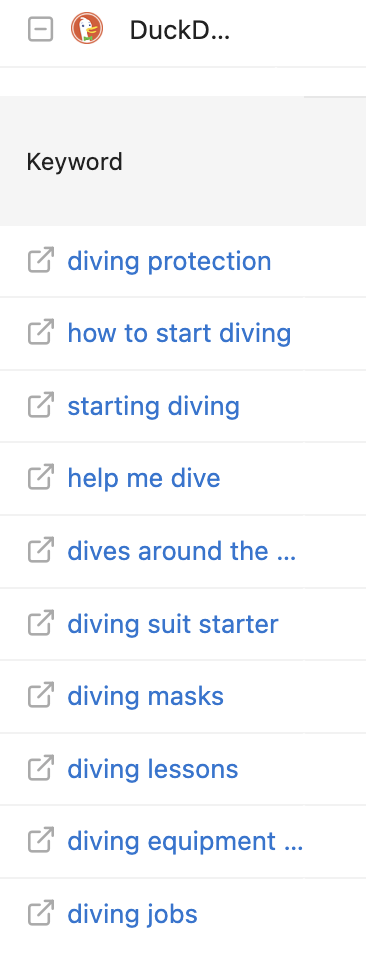 DuckD...
Keyword
diving protection
how to start diving
starting diving
help me dive
dives around the ...
diving suit starter
diving masks
diving lessons
diving equipment ...
diving jobs